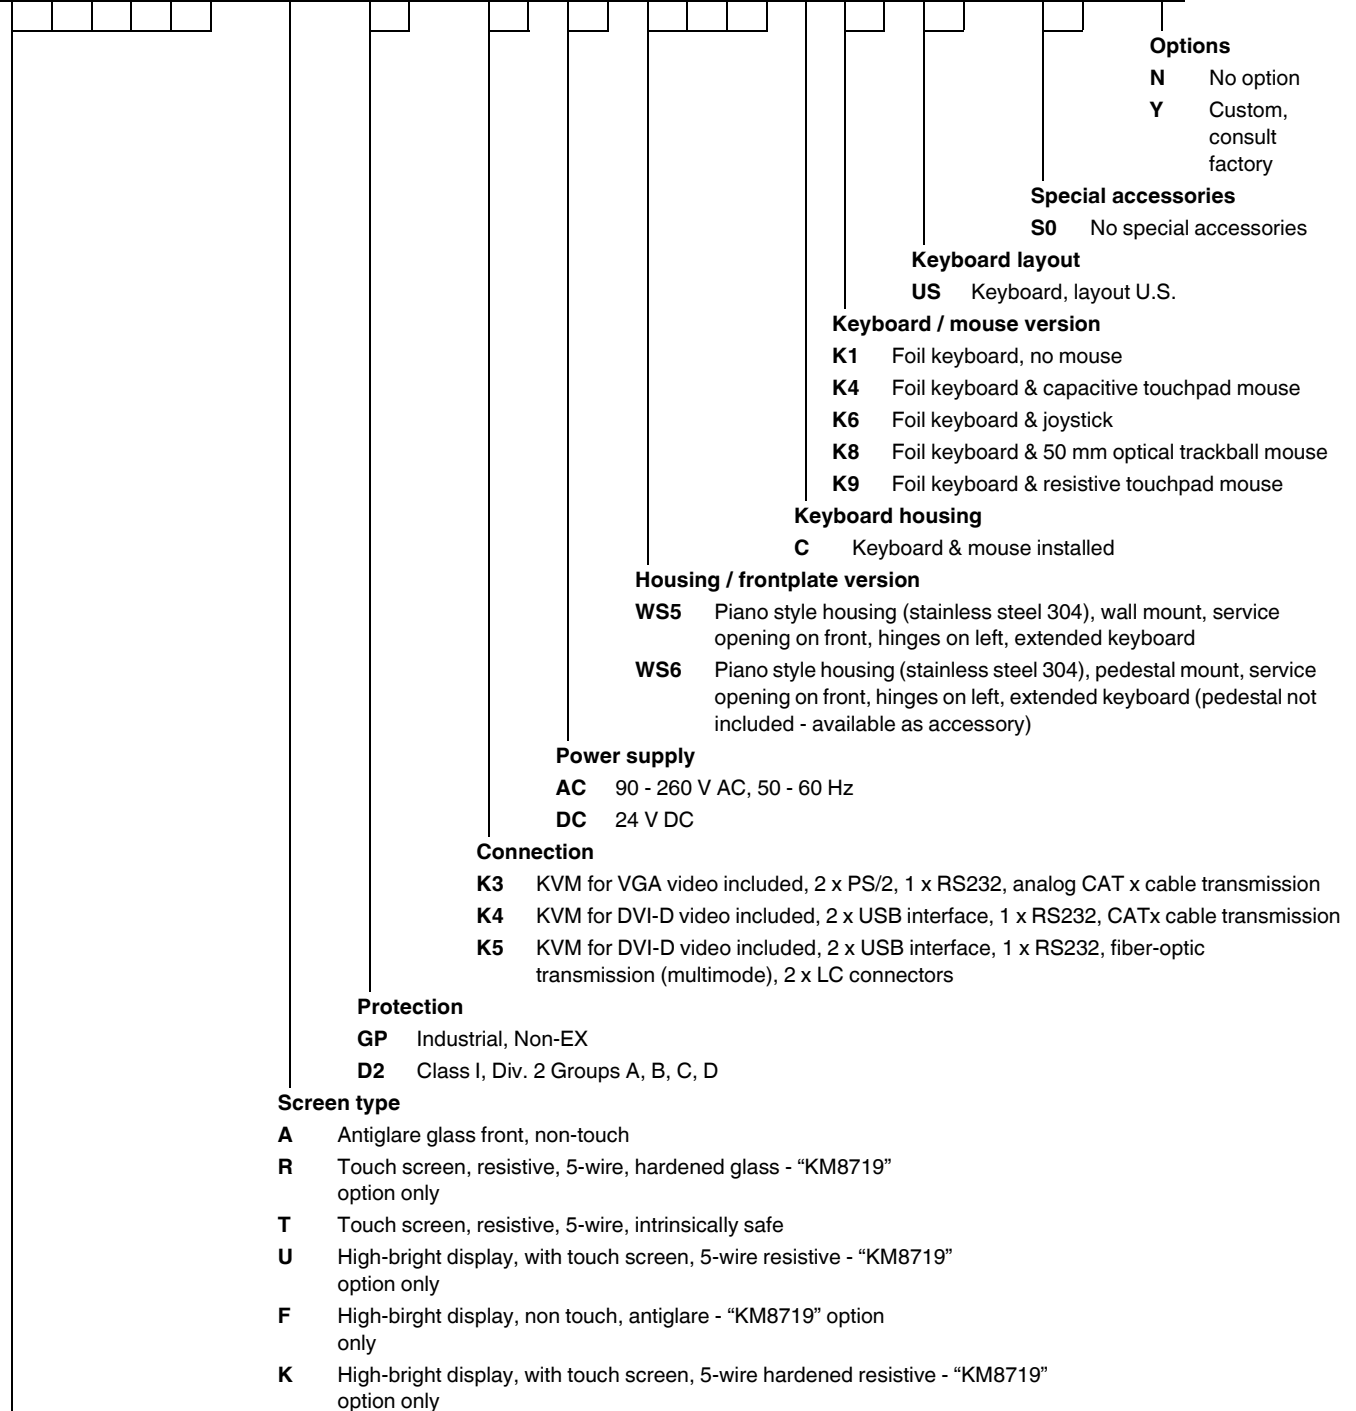 Options
N No option
Y Custom,
consult
factory
Special accessories
S0 No special accessories
Keyboard layout
US Keyboard, layout U.S.
Keyboard / mouse version
K1 Foil keyboard, no mouse
K4 Foil keyboard & capacitive touchpad mouse
K6 Foil keyboard & joystick
K8 Foil keyboard & 50 mm optical trackball mouse
K9 Foil keyboard & resistive touchpad mouse
Keyboard housing
C Keyboard & mouse installed
Housing / frontplate version
WS5 Piano style housing (stainless steel 304), wall mount, service
opening on front, hinges on left, extended keyboard
WS6 Piano style housing (stainless steel 304), pedestal mount, service
opening on front, hinges on left, extended keyboard (pedestal not
included - available as accessory)
Power supply
AC 90 - 260 V AC, 50 - 60 Hz
DC 24 V DC
Connection
K3 KVM for VGA video included, 2 x PS/2, 1 x RS232, analog CAT x cable transmission
K4 KVM for DVI-D video included, 2 x USB interface, 1 x RS232, CATx cable transmission
K5 KVM for DVI-D video included, 2 x USB interface, 1 x RS232, fiber-optic
transmission (multimode), 2 x LC connectors
Protection
GP Industrial, Non-EX
D2 Class I, Div. 2 Groups A, B, C, D
Screen type
A Antiglare glass front, non-touch
R Touch screen, resistive, 5-wire, hardened glass - “KM8719”
option only
T Touch screen, resistive, 5-wire, intrinsically safe
U High-bright display, with touch screen, 5-wire resistive - “KM8719”
option only
F High-birght display, non touch, antiglare - “KM8719” option
only
K High-bright display, with touch screen, 5-wire hardened resistive - “KM8719”
option only